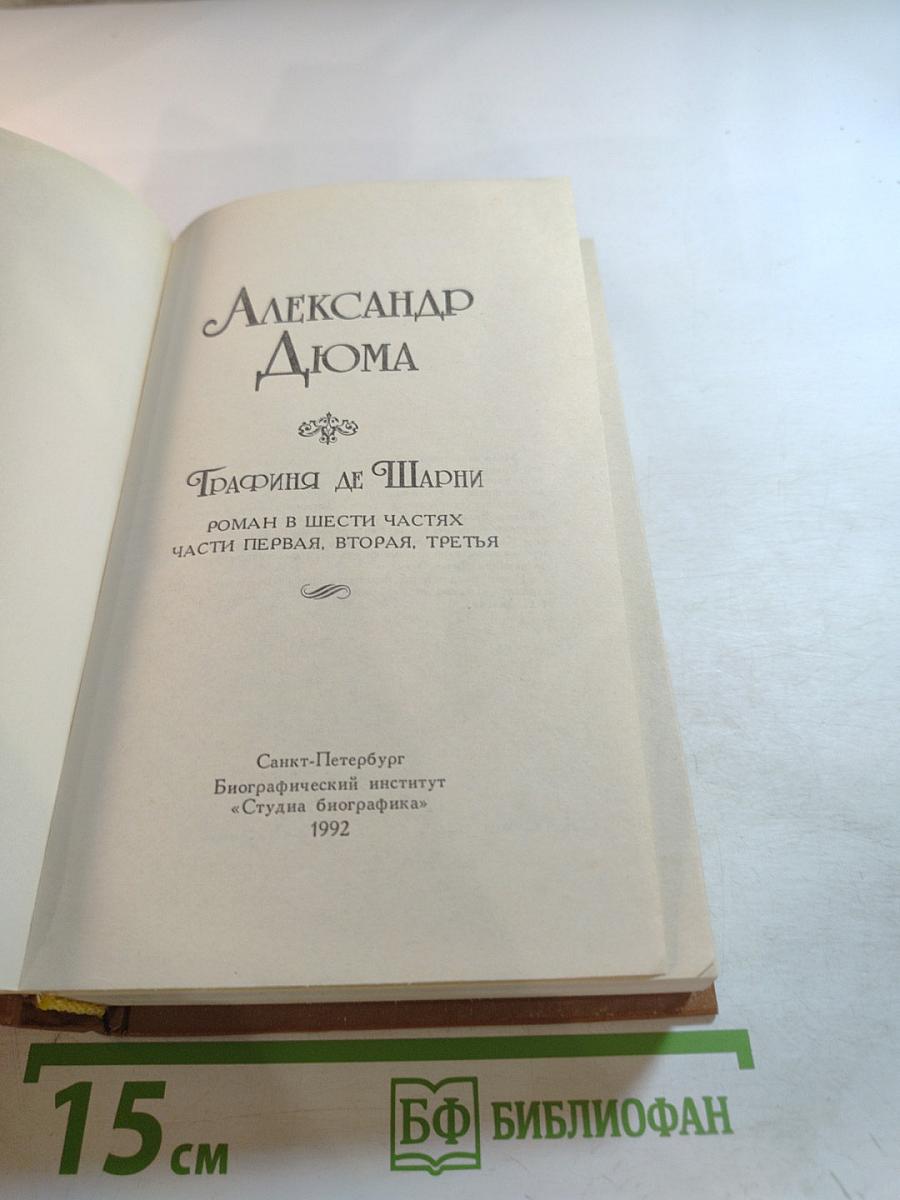 Александр
Дюма
Графиня де Шарни
роман в шести частях
части первая, вторая, третья
Санкт-Петербург
Биографический институт
«Студиа биографика»
1992
15 см
БФ БИБЛИОФАН